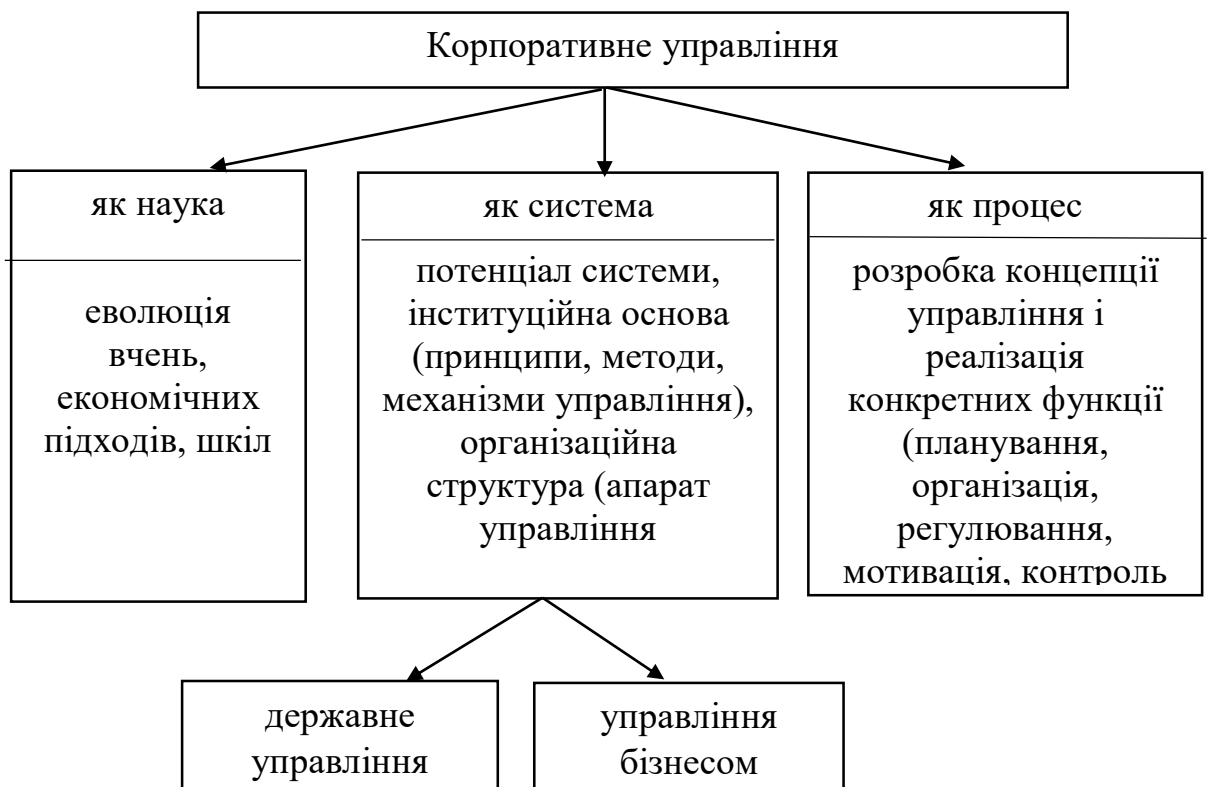 Корпоративне управління
як наука
еволюція
вчень,
економічних
підходів, шкіл
як система
потенціал системи,
інституційна основа
(принципи, методи,
механізми управління),
організаційна
структура (апарат
управління
як процес
розробка концепції
управління і
реалізація
конкретних функції
(планування,
організація,
регулювання,
мотивація, контроль
державне
управління
управління
бізнесом